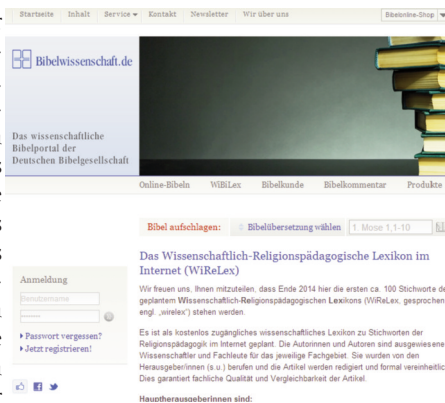 Startseite Inhalt Service Kontakt Newsletter Wir über uns Bibelonline-Shop
Bibelwissenschaft.de
Das wissenschaftliche
Bibelportal der
Deutschen Bibelgesellschaft
Online-Bibeln WiBiLex Bibelkunde Bibelkommentar Produkte
Bibel aufschlagen: Bibelübersetzung wählen 1. Mose 1,1-10
Das Wissenschaftlich-Religionspädagogische Lexikon im
Internet (WiReLex)
Wir freuen uns, Ihnen mitzuteilen, dass Ende 2014 hier die ersten ca. 100 Stichworte de
geplantem Wissenschaftlich-Religionspädagogischen Lexikons (WiReLex, gesprochen
engl. „wirelex") stehen werden.
Es ist als kostenlos zugängliches wissenschaftliches Lexikon zu Stichworten der
Religionspädagogik im Internet geplant. Die Autorinnen und Autoren sind ausgewiesene
Wissenschaftler und Fachleute für das jeweilige Fachgebiet. Sie wurden von den
Herausgeber/innen (s.u.) berufen und die Artikel werden redigiert und formal vereinheitlic
Dies garantiert fachliche Qualität und Vergleichbarkeit der Artikel.
Hauptherausgeberinnen sind:
Anmeldung
Benutzername
Passwort vergessen?
Jetzt registrieren!